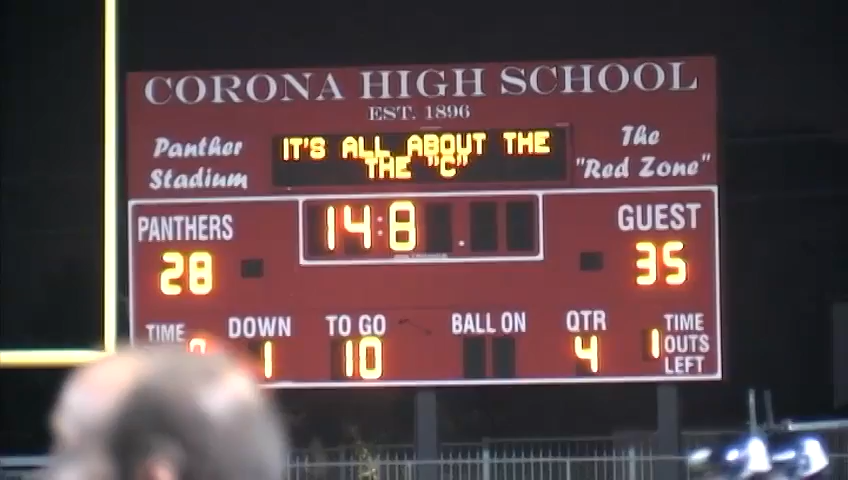 CORONA HIGH SCHOOL
EST. 1896
Panther Stadium
IT'S ALL ABOUT THE
THE "C"
The "Red Zone"
PANTHERS
28
14:8
GUEST
35
TIME
DOWN
1
TO GO
10
BALL ON
QTR
4
1
TIME
OUTS
LEFT